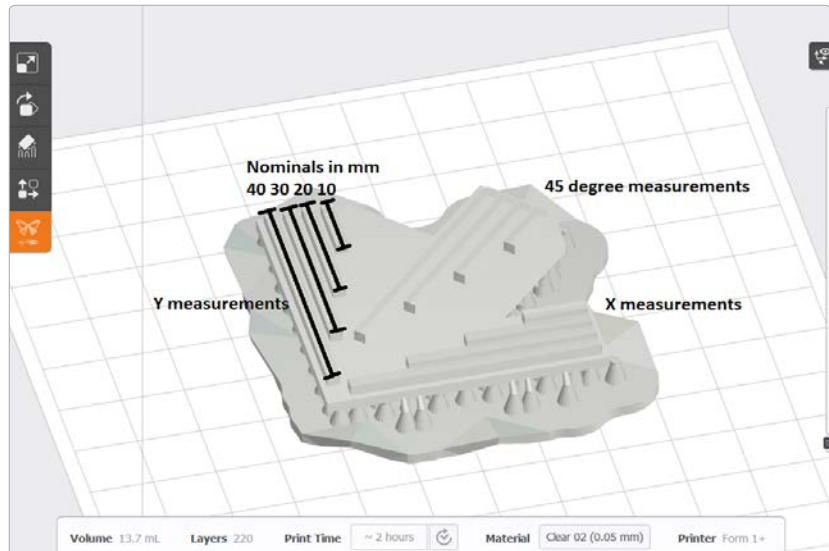 Nominals in mm
40 30 20 10
45 degree measurements
Y measurements
X measurements
Volume 13.7 mL Layers 220 Print Time ~ 2 hours Material Clear 02 (0.05 mm) Printer Form 1+